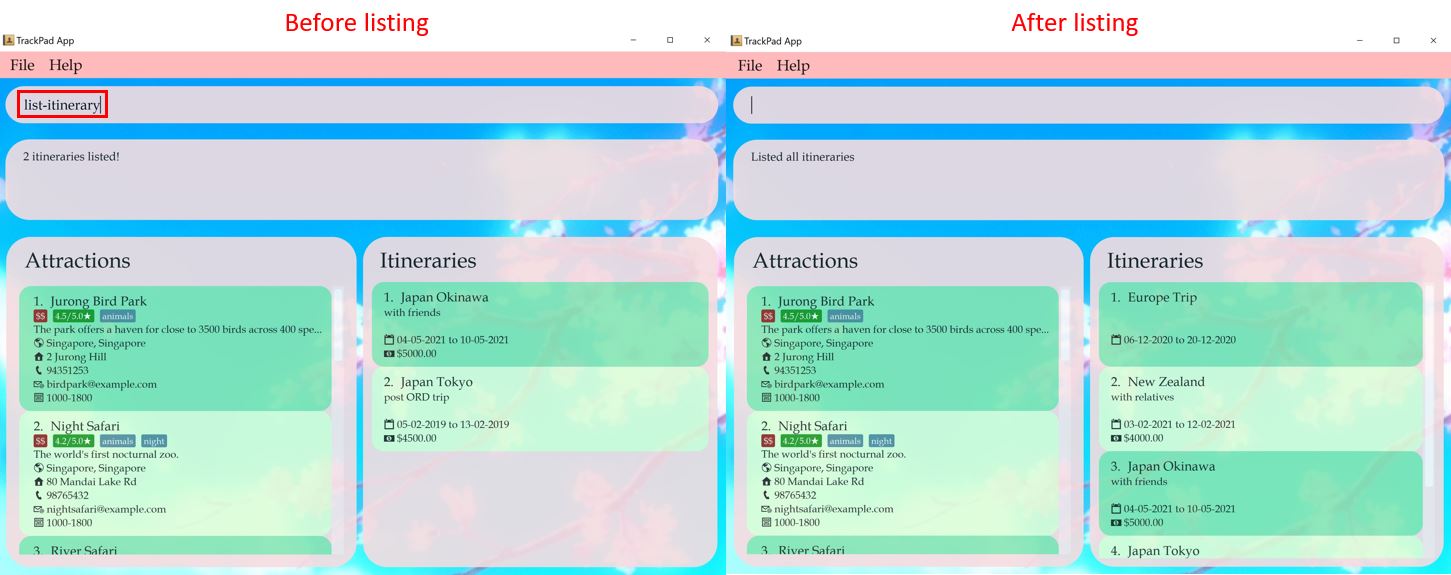 Before listing
TrackPad App
File Help
list-itinerary
2 itineraries listed!
Attractions
1. Jurong Bird Park
$$ 4.5/5.0★ animals
The park offers a haven for close to 3500 birds across 400 spe...
Singapore, Singapore
2 Jurong Hill
94351253
birdpark@example.com
1000-1800
2. Night Safari
$$ 4.2/5.0★ animals night
The world's first nocturnal zoo.
Singapore, Singapore
80 Mandai Lake Rd
98765432
nightsafari@example.com
1000-1800
3. River Safari
Itineraries
1. Japan Okinawa
with friends
04-05-2021 to 10-05-2021
$5000.00
2. Japan Tokyo
post ORD trip
05-02-2019 to 13-02-2019
$4500.00
After listing
TrackPad App
File Help
Listed all itineraries
Attractions
1. Jurong Bird Park
$$ 4.5/5.0★ animals
The park offers a haven for close to 3500 birds across 400 spe...
Singapore, Singapore
2 Jurong Hill
94351253
birdpark@example.com
1000-1800
2. Night Safari
$$ 4.2/5.0★ animals night
The world's first nocturnal zoo.
Singapore, Singapore
80 Mandai Lake Rd
98765432
nightsafari@example.com
1000-1800
3. River Safari
Itineraries
1. Europe Trip
06-12-2020 to 20-12-2020
2. New Zealand
with relatives
03-02-2021 to 12-02-2021
$4000.00
3. Japan Okinawa
with friends
04-05-2021 to 10-05-2021
$5000.00
4. Japan Tokyo